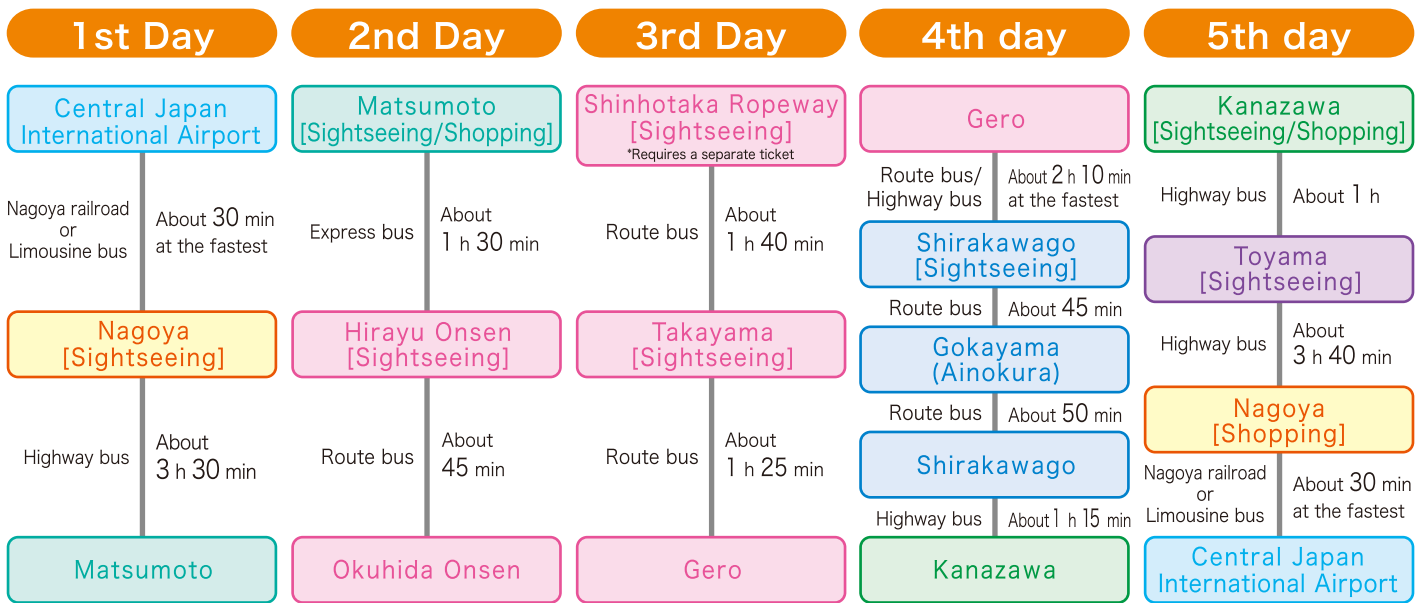 1st Day
Central Japan
International Airport
Nagoya railroad
or
Limousine bus
About 30 min
at the fastest
Nagoya
[Sightseeing]
Highway bus
About
3 h 30 min
Matsumoto
2nd Day
Matsumoto
[Sightseeing/Shopping]
Express bus
About
1 h 30 min
Hirayu Onsen
[Sightseeing]
Route bus
About
45 min
Okuhida Onsen
3rd Day
Shinhotaka Ropeway
[Sightseeing]
*Requires a separate ticket
Route bus
About
1 h 40 min
Takayama
[Sightseeing]
Route bus
About
1 h 25 min
Gero
4th day
Gero
Route bus/
Highway bus
About 2 h 10 min
at the fastest
Shirakawago
[Sightseeing]
Route bus
About 45 min
Gokayama
(Ainokura)
Route bus
About 50 min
Shirakawago
Highway bus
About 1 h 15 min
Kanazawa
5th day
Kanazawa
[Sightseeing/Shopping]
Highway bus
About 1 h
Toyama
[Sightseeing]
Highway bus
About
3 h 40 min
Nagoya
[Shopping]
Nagoya railroad
or
Limousine bus
About 30 min
at the fastest
Central Japan
International Airport